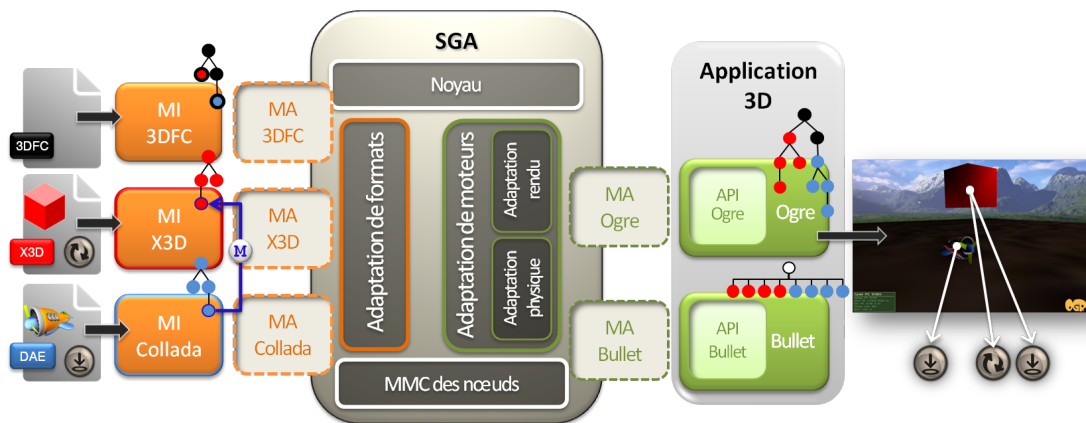 SGA
Noyau
Adaptation de formats
Adaptation de moteurs
Adaptation
rendu
Adaptation
physique
MMC des nœuds
3DFC
X3D
DAE
MI
3DFC
MI
X3D
MI
Collada
M
MA
3DFC
MA
X3D
MA
Collada
MA
Ogre
MA
Bullet
Application
3D
API
Ogre
Ogre
API
Bullet
Bullet